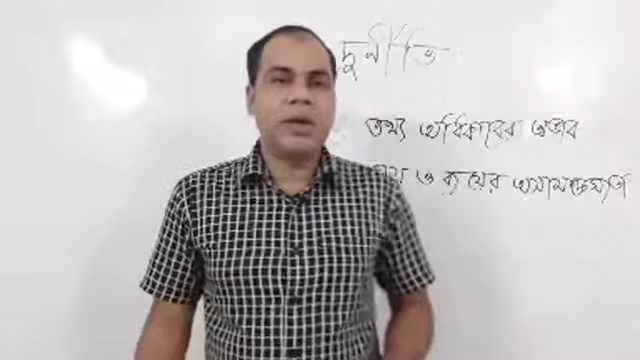 দুর্নীতি
তথ্য অধিকারের অভাব
ও ব্যয়ের অসামঞ্জস্যতা